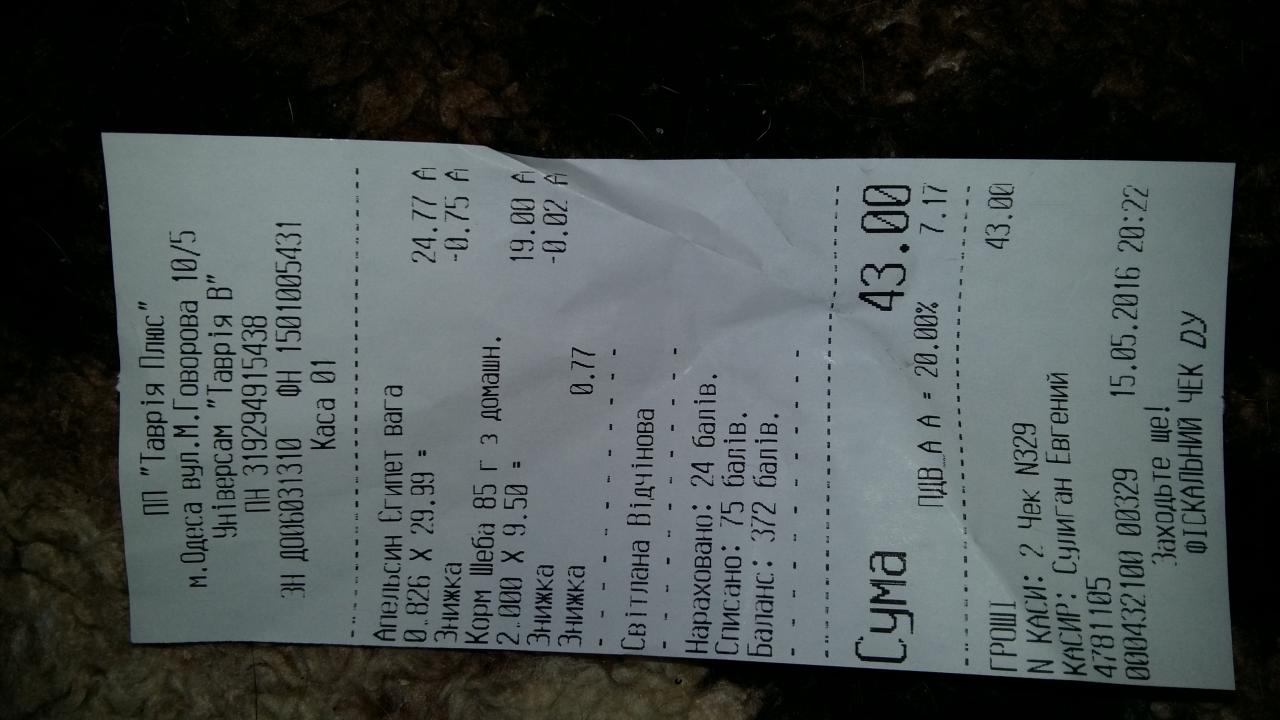 ПП "Таврія Плюс"
м.Одеса вул.М.Говорова 10/5
Універсам "Таврія В"
ПН 319294915438
ЗН ДО06031310 ФН 1501005431
Каса 01
Апельсин Єгипет вага
0.826 X 29.99 = 24.77 А
Знижка -0.75 А
Корм Шеба 85 г з домашн.
2.000 X 9.50 = 19.00 А
Знижка -0.02 А
Знижка 0.77
Світлана Відчінова
Нараховано: 24 балів.
Списано: 75 балів.
Баланс: 372 балів.
Сума 43.00
ПДВ_А А = 20.00% 7.17
ГРОШІ 43.00
N КАСИ: 2 Чек N329
КАСИР: Сулиган Евгений
4781105
000432100 00329 15.05.2016 20:22
Заходьте ще!
ФІСКАЛЬНИЙ ЧЕК ДУ